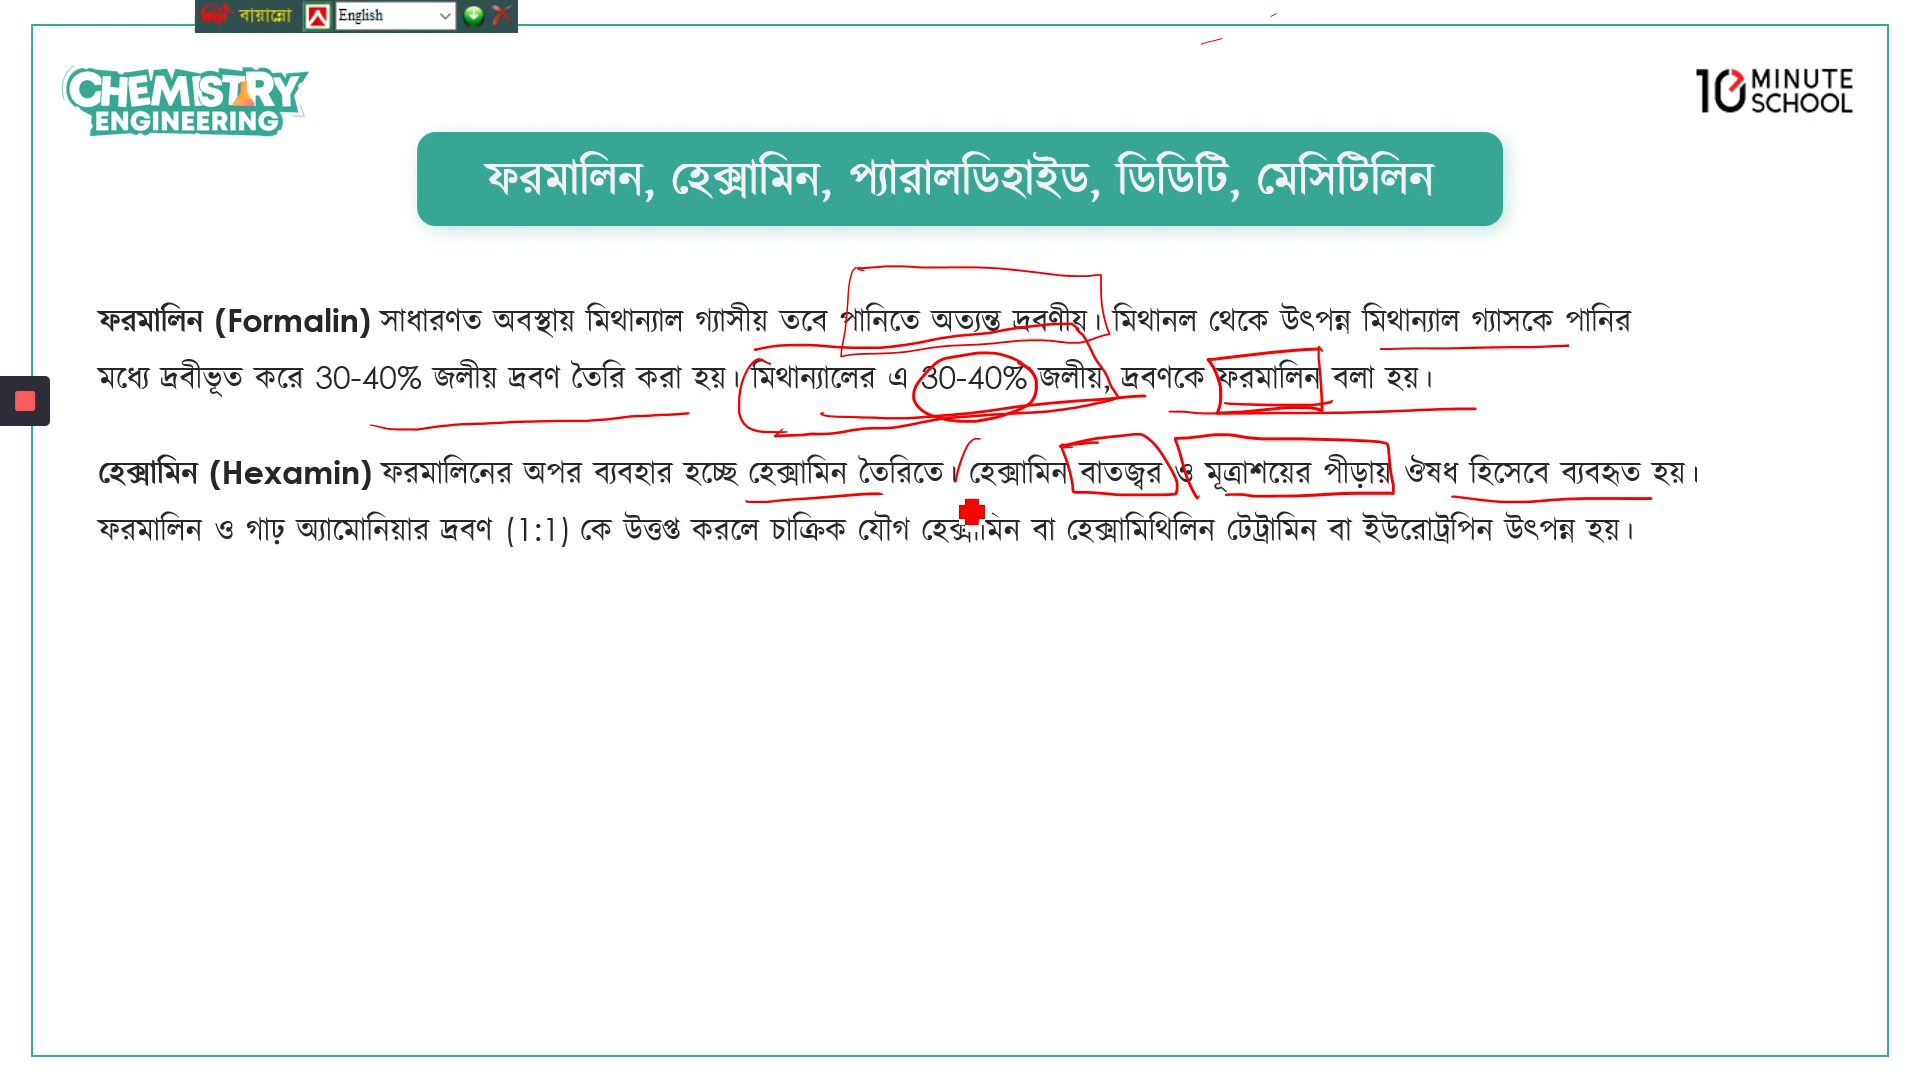 বায়ান্নো English
CHEMISTRY
ENGINEERING
10 MINUTE SCHOOL
ফরমালিন, হেক্সামিন, প্যারালডিহাইড, ডিডিটি, মেসিটিলিন
ফরমালিন (Formalin) সাধারণত অবস্থায় মিথান্যাল গ্যাসীয় তবে পানিতে অত্যন্ত দ্রবণীয়। মিথানল থেকে উৎপন্ন মিথান্যাল গ্যাসকে পানির
মধ্যে দ্রবীভূত করে 30-40% জলীয় দ্রবণ তৈরি করা হয়। মিথান্যালের এ 30-40% জলীয়, দ্রবণকে ফরমালিন বলা হয়।
হেক্সামিন (Hexamin) ফরমালিনের অপর ব্যবহার হচ্ছে হেক্সামিন তৈরিতে। হেক্সামিন বাতজ্বর ও মূত্রাশয়ের পীড়ায় ঔষধ হিসেবে ব্যবহৃত হয়।
ফরমালিন ও গাঢ় অ্যামোনিয়ার দ্রবণ (1:1) কে উত্তপ্ত করলে চাক্রিক যৌগ হেক্সামিন বা হেক্সামিথিলিন টেট্রামিন বা ইউরোট্রপিন উৎপন্ন হয়।